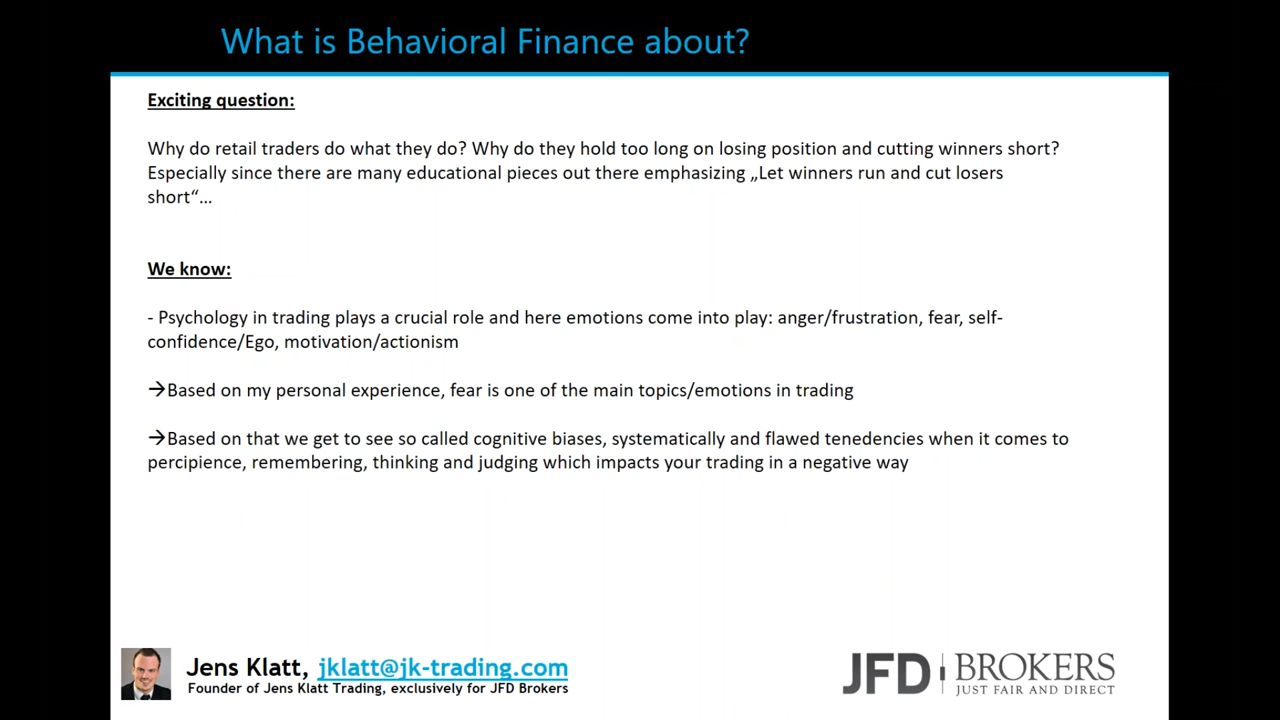 What is Behavioral Finance about?
Exciting question:
Why do retail traders do what they do? Why do they hold too long on losing position and cutting winners short?
Especially since there are many educational pieces out there emphasizing „Let winners run and cut losers
short“...
We know:
- Psychology in trading plays a crucial role and here emotions come into play: anger/frustration, fear, self-
confidence/Ego, motivation/actionism
→Based on my personal experience, fear is one of the main topics/emotions in trading
→Based on that we get to see so called cognitive biases, systematically and flawed tenedencies when it comes to
percipience, remembering, thinking and judging which impacts your trading in a negative way
Jens Klatt, jklatt@jk-trading.com
Founder of Jens Klatt Trading, exclusively for JFD Brokers
JFD BROKERS
JUST FAIR AND DIRECT